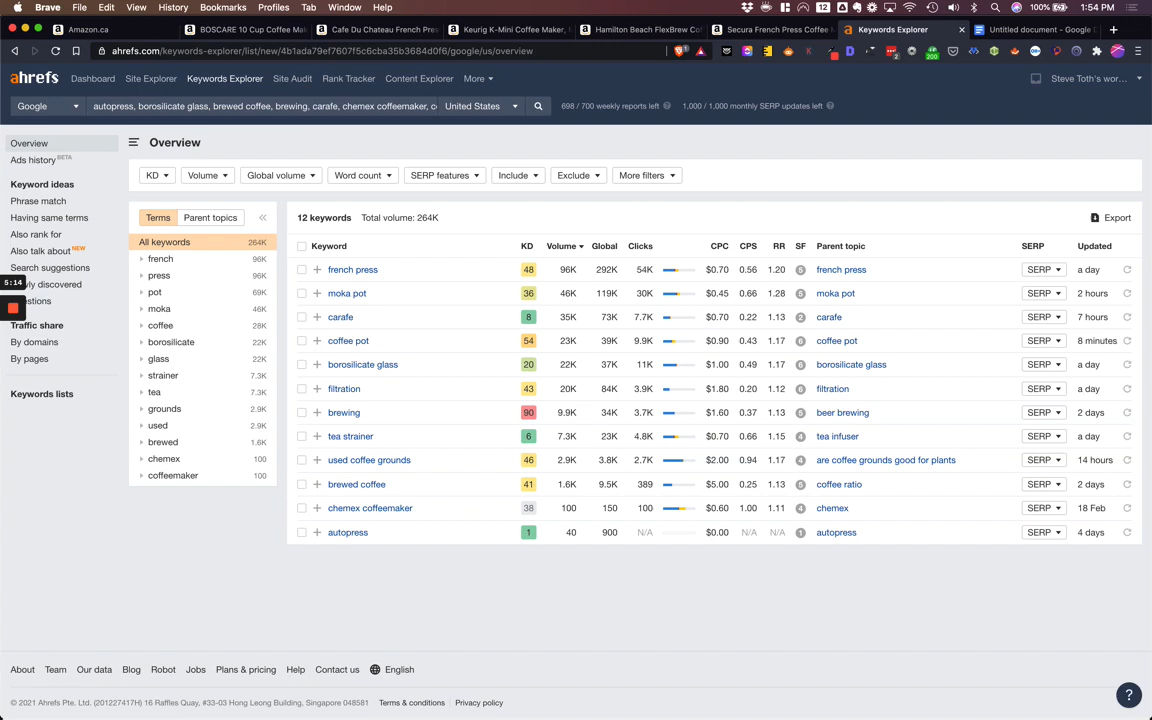 Brave File Edit View History Bookmarks Profiles Tab Window Help 12 100% 1:54 PM
Amazon.ca BOSCARE 10 Cup Coffee Mak Cafe Du Chateau French Pres Keurig K-Mini Coffee Maker, Hamilton Beach FlexBrew Co Secura French Press Coffee Keywords Explorer Untitled document - Google
ahrefs.com/keywords-explorer/list/new/4b1ada79ef7607f5c6cba35b3684d0f6/google/us/overview
ahrefs Dashboard Site Explorer Keywords Explorer Site Audit Rank Tracker Content Explorer More Steve Toth's wor...
Google autopress, borosilicate glass, brewed coffee, brewing, carafe, chemex coffeemaker, c United States 698 / 700 weekly reports left 1,000 / 1,000 monthly SERP updates left
Overview
Ads history BETA
Keyword ideas
Phrase match
Having same terms
Also rank for
Also talk about NEW
Search suggestions
5:14
discovered
Traffic share
By domains
By pages
Keywords lists
Overview
KD Volume Global volume Word count SERP features Include Exclude More filters
Terms Parent topics
All keywords 264K
french 96K
press 96K
pot 69K
moka 46K
coffee 28K
borosilicate 22K
glass 22K
strainer 7.3K
tea 7.3K
grounds 2.9K
used 2.9K
brewed 1.6K
chemex 100
coffeemaker 100
12 keywords Total volume: 264K Export
Keyword KD Volume Global Clicks CPC CPS RR SF Parent topic SERP Updated
french press 48 96K 292K 54K $0.70 0.56 1.20 5 french press SERP a day
moka pot 36 46K 119K 30K $0.45 0.66 1.28 5 moka pot SERP 2 hours
carafe 8 35K 73K 7.7K $0.70 0.22 1.13 2 carafe SERP 7 hours
coffee pot 54 23K 39K 9.9K $0.90 0.43 1.17 6 coffee pot SERP 8 minutes
borosilicate glass 20 22K 37K 11K $1.00 0.49 1.17 6 borosilicate glass SERP a day
filtration 43 20K 84K 3.9K $1.80 0.20 1.12 6 filtration SERP a day
brewing 90 9.9K 34K 3.7K $1.60 0.37 1.13 5 beer brewing SERP 2 days
tea strainer 6 7.3K 23K 4.8K $0.70 0.66 1.15 4 tea infuser SERP a day
used coffee grounds 46 2.9K 3.8K 2.7K $2.00 0.94 1.17 4 are coffee grounds good for plants SERP 14 hours
brewed coffee 41 1.6K 9.5K 389 $5.00 0.25 1.13 5 coffee ratio SERP 2 days
chemex coffeemaker 38 100 150 100 $0.60 1.00 1.11 4 chemex SERP 18 Feb
autopress 1 40 900 N/A $0.00 N/A N/A 1 autopress SERP 4 days
About Team Our data Blog Robot Jobs Plans & pricing Help Contact us English
© 2021 Ahrefs Pte. Ltd. (201227417H) 16 Raffles Quay, #33-03 Hong Leong Building, Singapore 048581 Terms & conditions Privacy policy
?